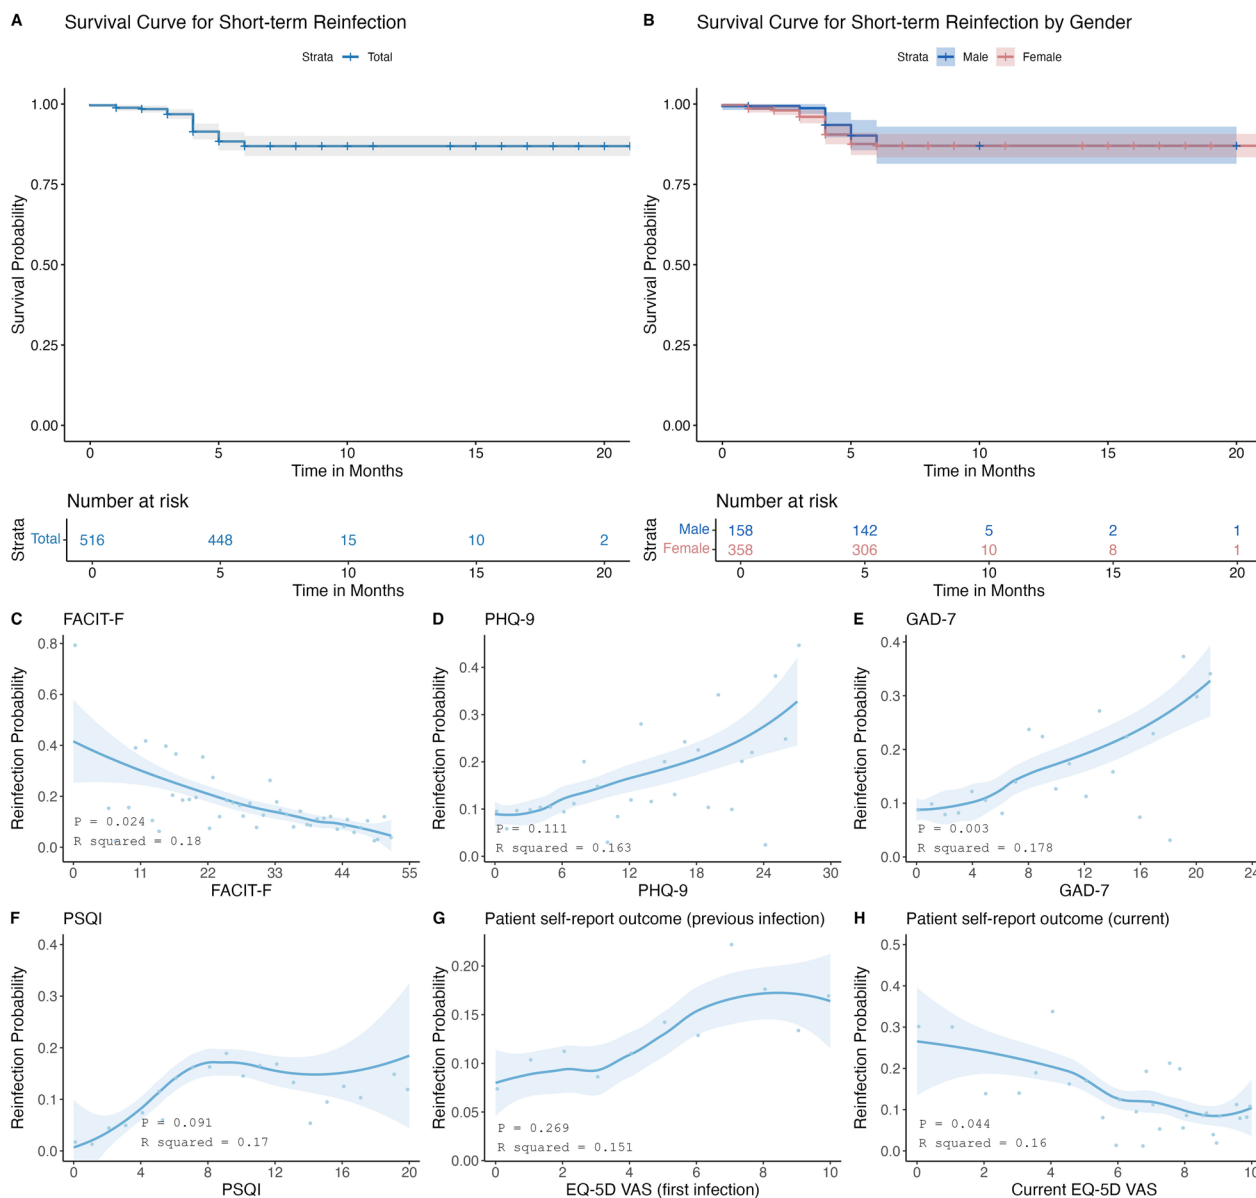 A Survival Curve for Short-term Reinfection
Strata Total
1.00
0.75
0.50
0.25
0.00
Survival Probability
0 5 10 15 20
Time in Months
Number at risk
Strata
Total 516 448 15 10 2
0 5 10 15 20
Time in Months
B Survival Curve for Short-term Reinfection by Gender
Strata Male Female
1.00
0.75
0.50
0.25
0.00
Survival Probability
0 5 10 15 20
Time in Months
Number at risk
Strata
Male 158 142 5 2 1
Female 358 306 10 8 1
0 5 10 15 20
Time in Months
C FACIT-F
0.8
0.6
0.4
0.2
0.0
Reinfection Probability
P = 0.024
R squared = 0.18
0 11 22 33 44 55
FACIT-F
D PHQ-9
0.4
0.3
0.2
0.1
0.0
Reinfection Probability
P = 0.111
R squared = 0.163
0 6 12 18 24 30
PHQ-9
E GAD-7
0.4
0.3
0.2
0.1
0.0
Reinfection Probability
P = 0.003
R squared = 0.178
0 4 8 12 16 20 24
GAD-7
F PSQI
0.4
0.3
0.2
0.1
0.0
Reinfection Probability
P = 0.091
R squared = 0.17
0 4 8 12 16 20
PSQI
G Patient self-report outcome (previous infection)
0.20
0.15
0.10
0.05
0.00
Reinfection Probability
P = 0.269
R squared = 0.151
0 2 4 6 8 10
EQ-5D VAS (first infection)
H Patient self-report outcome (current)
0.5
0.4
0.3
0.2
0.1
0.0
Reinfection Probability
P = 0.044
R squared = 0.16
0 2 4 6 8 10
Current EQ-5D VAS